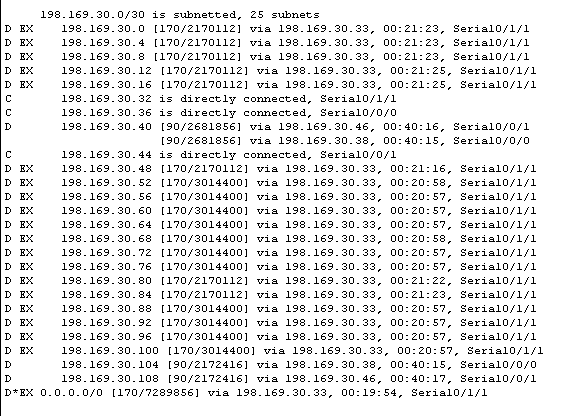 198.169.30.0/30 is subnetted, 25 subnets
D EX 198.169.30.0 [170/2170112] via 198.169.30.33, 00:21:23, Serial0/1/1
D EX 198.169.30.4 [170/2170112] via 198.169.30.33, 00:21:23, Serial0/1/1
D EX 198.169.30.8 [170/2170112] via 198.169.30.33, 00:21:23, Serial0/1/1
D EX 198.169.30.12 [170/2170112] via 198.169.30.33, 00:21:25, Serial0/1/1
D EX 198.169.30.16 [170/2170112] via 198.169.30.33, 00:21:25, Serial0/1/1
C 198.169.30.32 is directly connected, Serial0/1/1
C 198.169.30.36 is directly connected, Serial0/0/0
D 198.169.30.40 [90/2681856] via 198.169.30.46, 00:40:16, Serial0/0/1
[90/2681856] via 198.169.30.38, 00:40:15, Serial0/0/0
C 198.169.30.44 is directly connected, Serial0/0/1
D EX 198.169.30.48 [170/2170112] via 198.169.30.33, 00:21:16, Serial0/1/1
D EX 198.169.30.52 [170/3014400] via 198.169.30.33, 00:20:58, Serial0/1/1
D EX 198.169.30.56 [170/3014400] via 198.169.30.33, 00:20:57, Serial0/1/1
D EX 198.169.30.60 [170/3014400] via 198.169.30.33, 00:20:57, Serial0/1/1
D EX 198.169.30.64 [170/3014400] via 198.169.30.33, 00:20:57, Serial0/1/1
D EX 198.169.30.68 [170/3014400] via 198.169.30.33, 00:20:58, Serial0/1/1
D EX 198.169.30.72 [170/3014400] via 198.169.30.33, 00:20:57, Serial0/1/1
D EX 198.169.30.76 [170/3014400] via 198.169.30.33, 00:20:57, Serial0/1/1
D EX 198.169.30.80 [170/2170112] via 198.169.30.33, 00:21:22, Serial0/1/1
D EX 198.169.30.84 [170/2170112] via 198.169.30.33, 00:21:23, Serial0/1/1
D EX 198.169.30.88 [170/3014400] via 198.169.30.33, 00:20:57, Serial0/1/1
D EX 198.169.30.92 [170/3014400] via 198.169.30.33, 00:20:57, Serial0/1/1
D EX 198.169.30.96 [170/3014400] via 198.169.30.33, 00:20:57, Serial0/1/1
D EX 198.169.30.100 [170/3014400] via 198.169.30.33, 00:20:57, Serial0/1/1
D 198.169.30.104 [90/2172416] via 198.169.30.38, 00:40:15, Serial0/0/0
D 198.169.30.108 [90/2172416] via 198.169.30.46, 00:40:17, Serial0/0/1
D*EX 0.0.0.0/0 [170/7289856] via 198.169.30.33, 00:19:54, Serial0/1/1